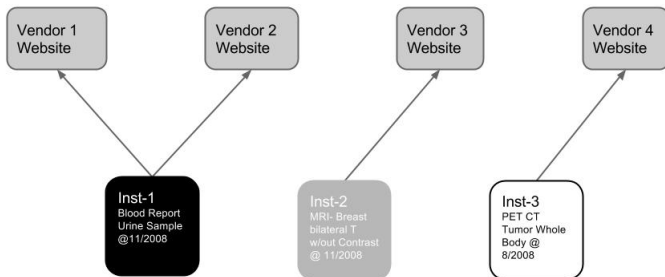 Vendor 1
Website
Vendor 2
Website
Vendor 3
Website
Vendor 4
Website
Inst-1
Blood Report
Urine Sample
@11/2008
Inst-2
MRI- Breast
bilateral T
w/out Contrast
@ 11/2008
Inst-3
PET CT
Tumor Whole
Body @
8/2008